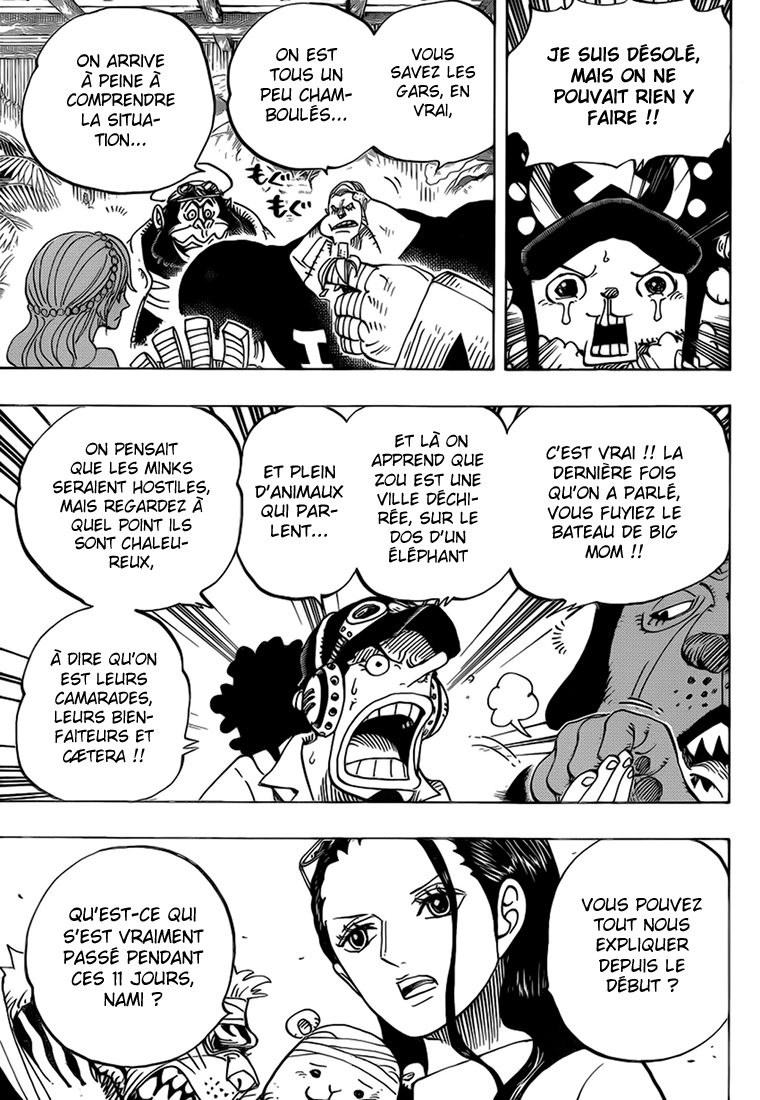 JE SUIS DÉSOLÉ,
MAIS ON NE
POUVAIT RIEN Y
FAIRE !!
VOUS
SAVEZ LES
GARS, EN
VRAI,
ON EST
TOUS UN
PEU CHAM-
BOULÉS...
ON ARRIVE
À PEINE À
COMPRENDRE
LA SITUA-
TION...
もぐ
もぐ
I
C'EST VRAI !! LA
DERNIÈRE FOIS
QU'ON A PARLÉ,
VOUS FUYIEZ LE
BATEAU DE BIG
MOM !!
ET LÀ ON
APPREND QUE
ZOU EST UNE
VILLE DÉCHI-
RÉE, SUR LE
DOS D'UN
ÉLÉPHANT
ET PLEIN
D'ANIMAUX
QUI PAR-
LENT...
ON PENSAIT
QUE LES MINKS
SERAIENT HOSTILES,
MAIS REGARDEZ À
QUEL POINT ILS
SONT CHALEU-
REUX,
À DIRE QU'ON
EST LEURS
CAMARADES,
LEURS BIEN-
FAITEURS ET
CÆTERA !!
VOUS POUVEZ
TOUT NOUS
EXPLIQUER
DEPUIS LE
DÉBUT ?
QU'EST-CE QUI
S'EST VRAIMENT
PASSÉ PENDANT
CES 11 JOURS,
NAMI ?